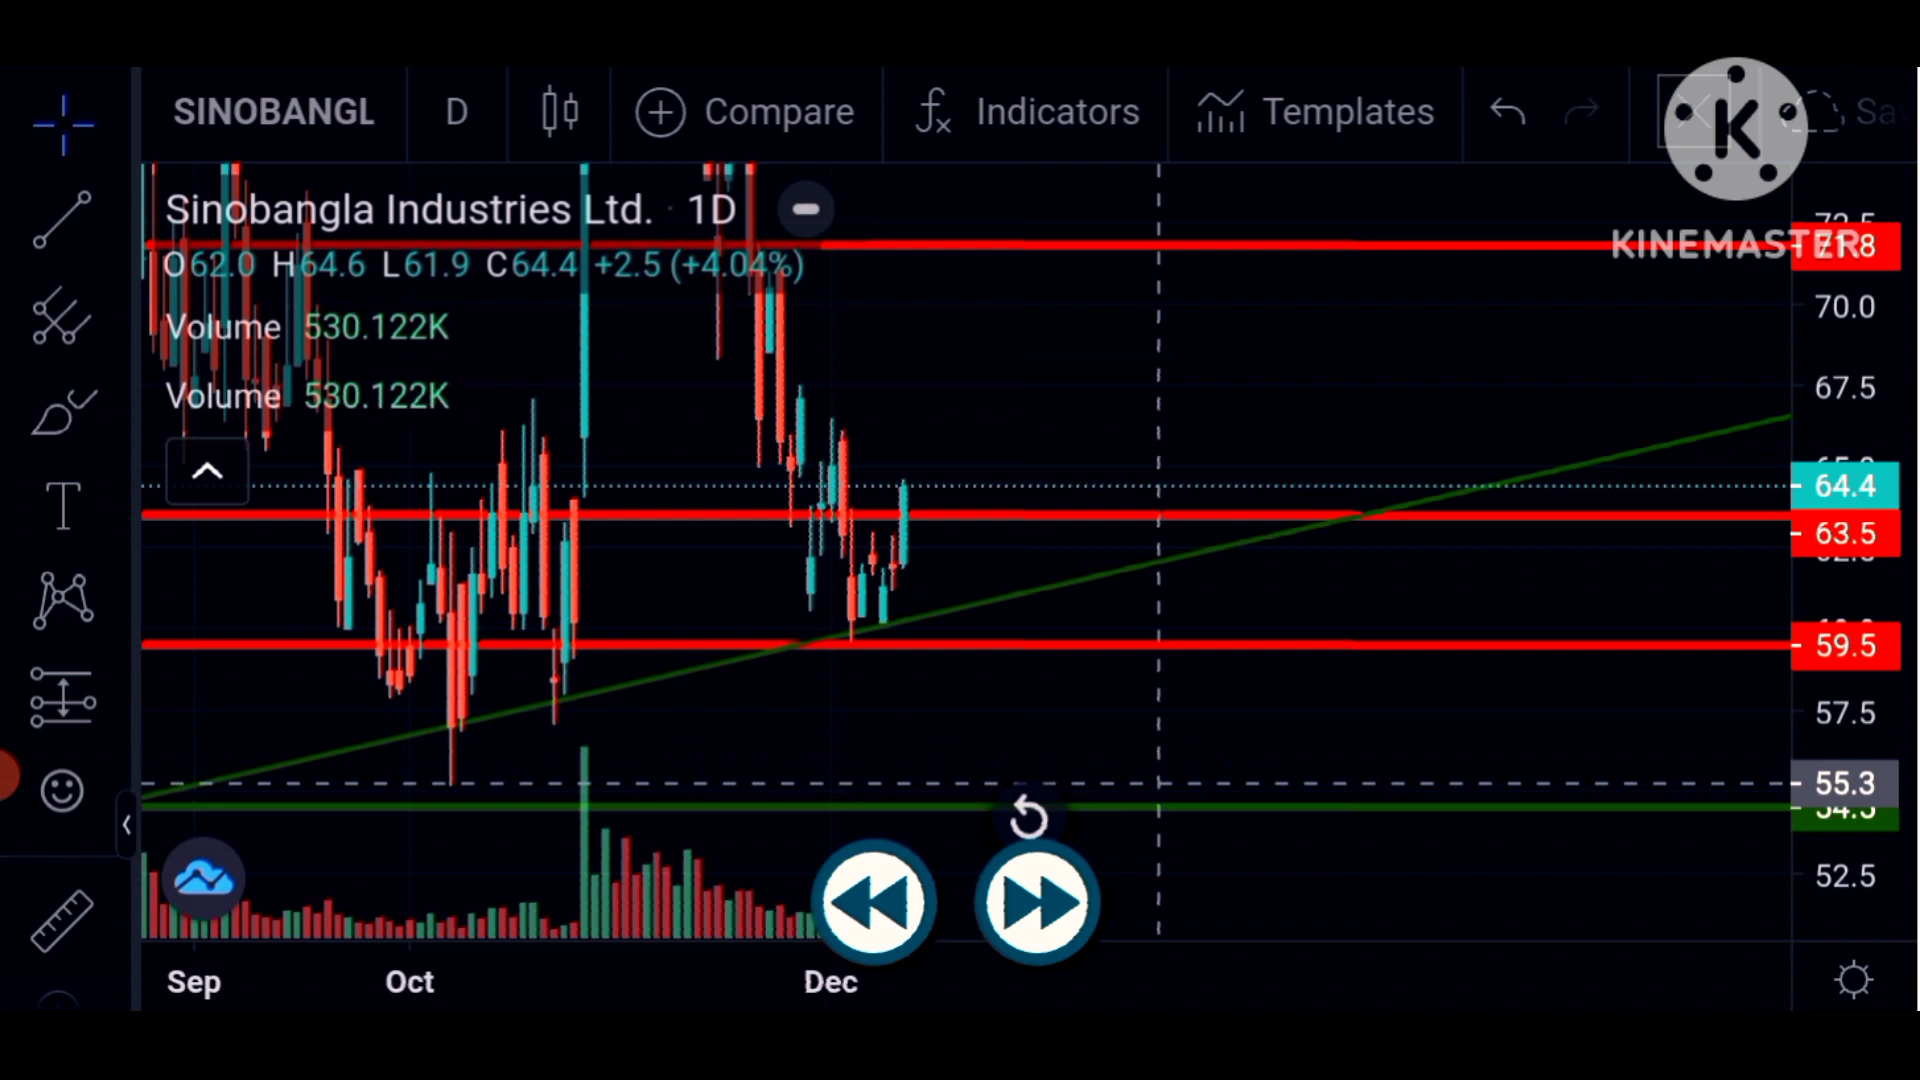 SINOBANGL D Compare Indicators Templates
K
KINEMASTER
Sinobangla Industries Ltd. · 1D
O62.0 H64.6 L61.9 C64.4 +2.5 (+4.04%)
Volume 530.122K
Volume 530.122K
71.8
70.0
67.5
64.4
63.5
59.5
57.5
55.3
52.5
Sep Oct Dec